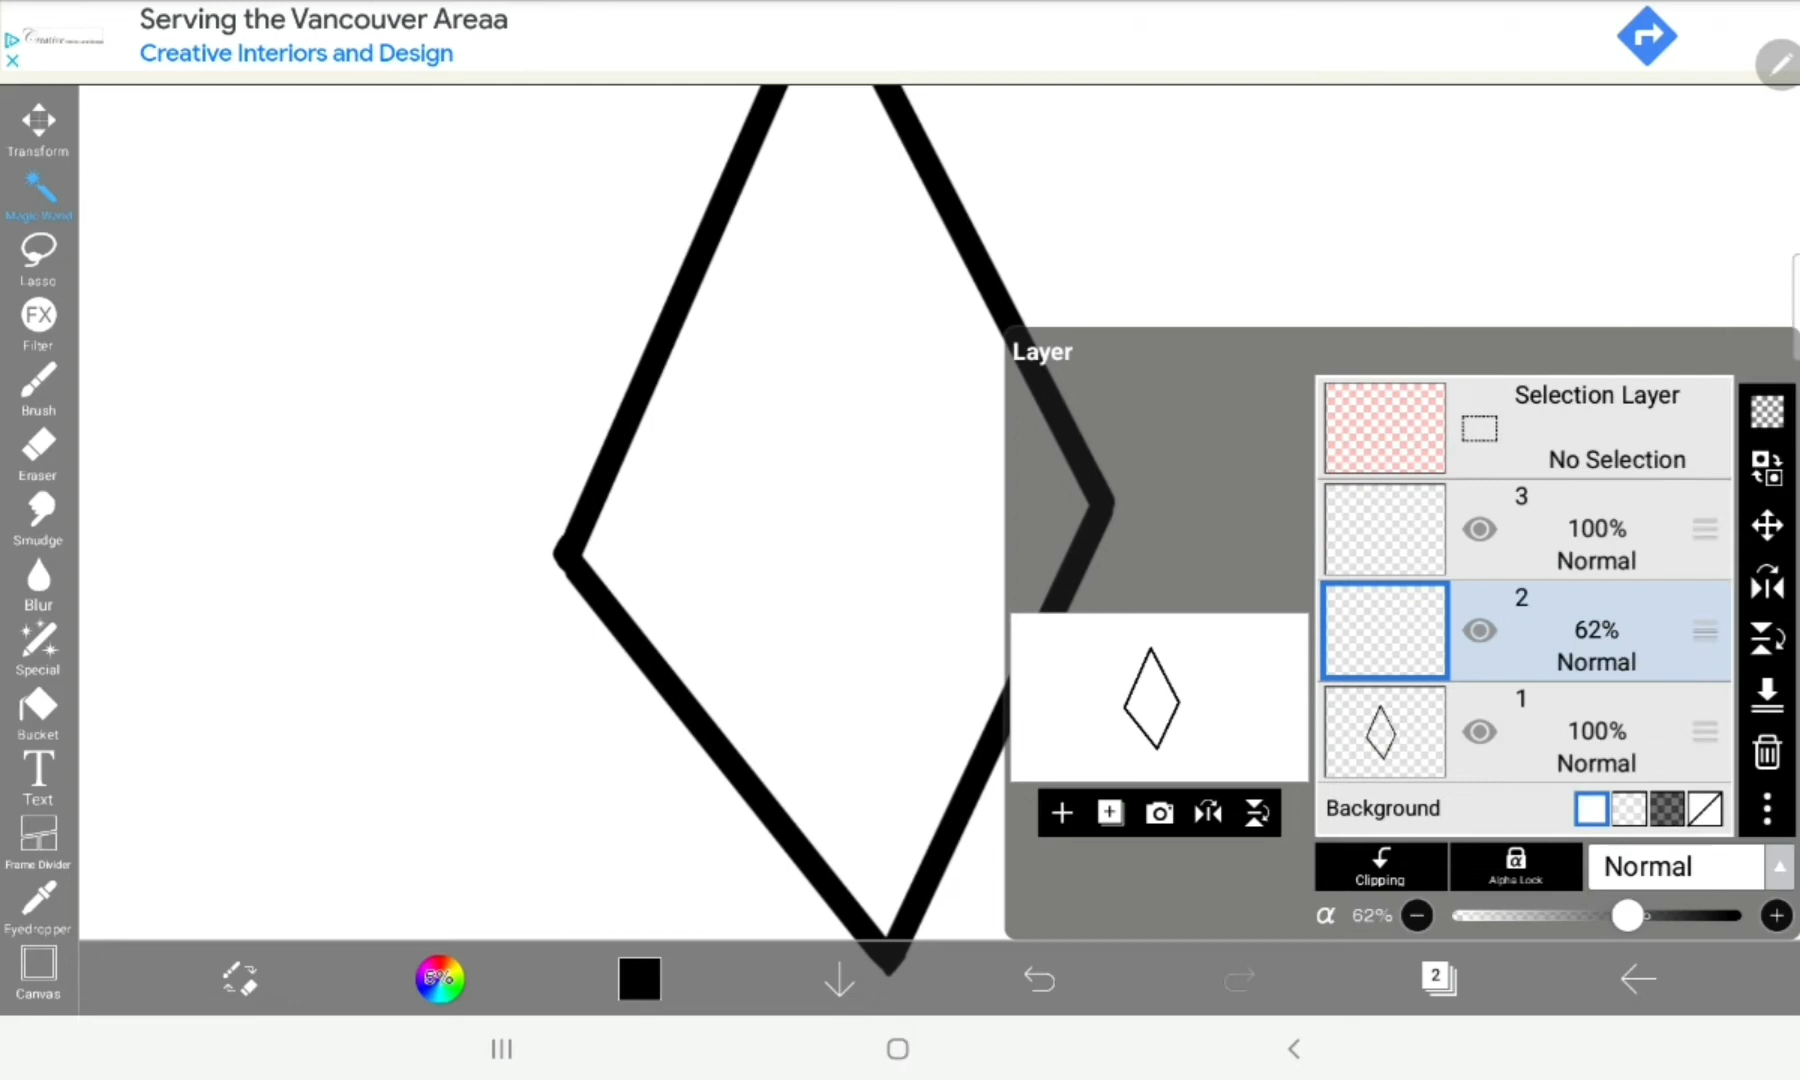 Serving the Vancouver Areaa
Creative Interiors and Design
Creative
Transform
Magic Wand
Lasso
FX
Filter
Brush
Eraser
Smudge
Blur
Special
Bucket
T
Text
Frame Divider
Eyedropper
Canvas
Layer
Selection Layer
No Selection
3
100%
Normal
2
62%
Normal
1
100%
Normal
Background
Clipping
α
Alpha Lock
Normal
α 62%
5%
2